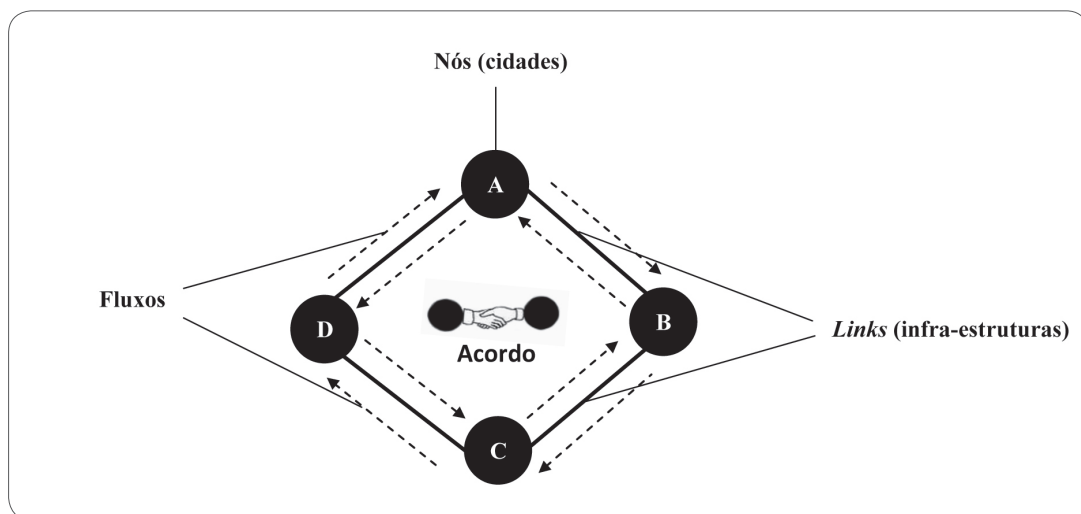 Nós (cidades)
A
Fluxos
D
B
Links (infra-estruturas)
Acordo
C